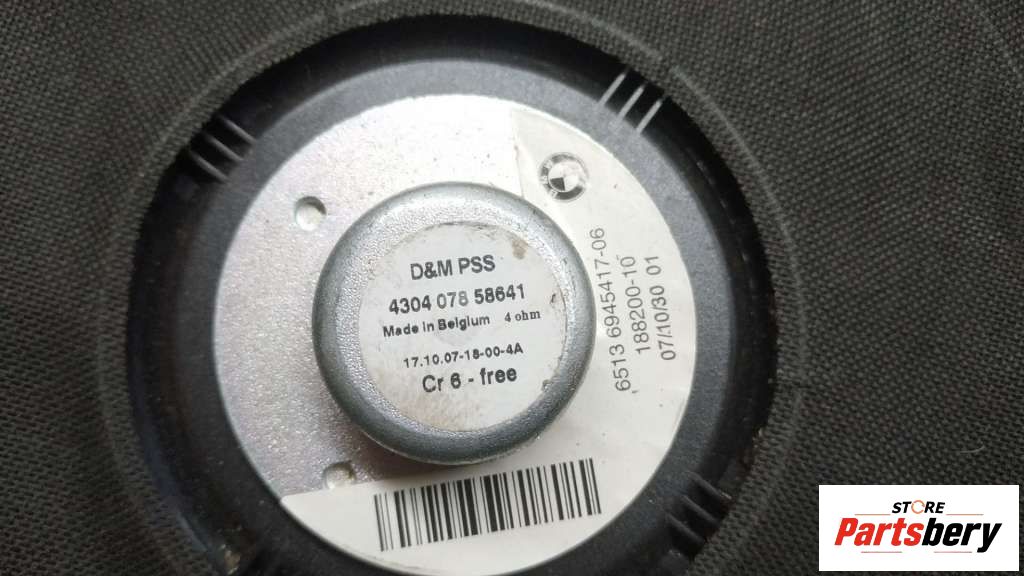 D&M PSS
4304 078 58641
Made in Belgium 4 ohm
17.10.07-18-00-4A
Cr 6 - free
6513 6945417-06
188200-10
07/10/30 01
STORE
Partsbery